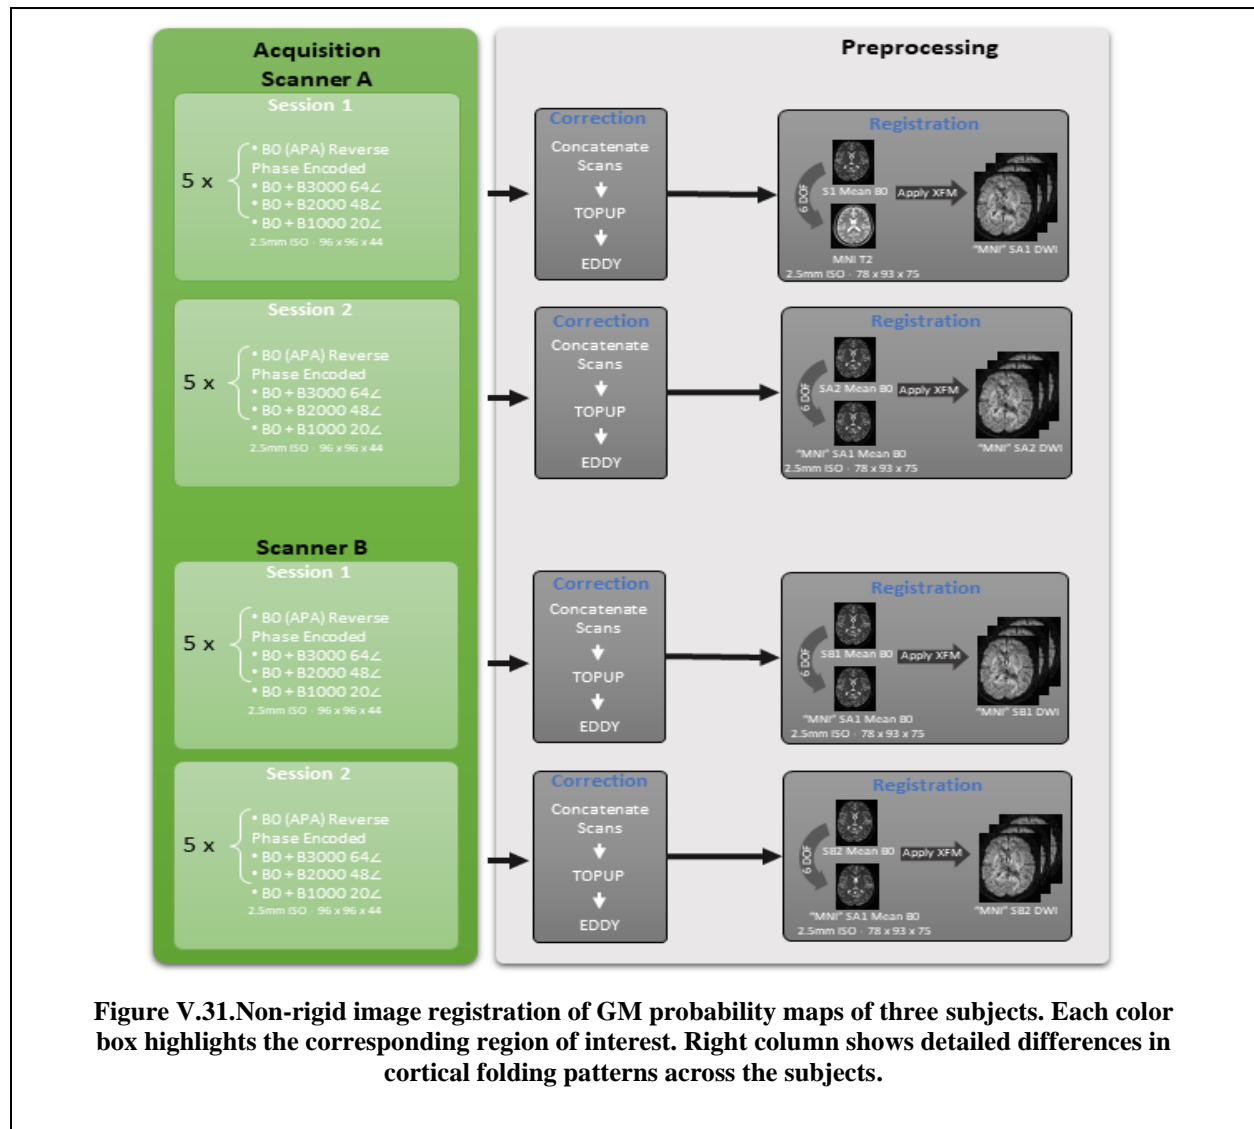 Acquisition
Scanner A
Session 1
5 x
• B0 (APA) Reverse
Phase Encoded
• B0 + B3000 64∠
• B0 + B2000 48∠
• B0 + B1000 20∠
2.5mm ISO · 96 x 96 x 44
Session 2
5 x
• B0 (APA) Reverse
Phase Encoded
• B0 + B3000 64∠
• B0 + B2000 48∠
• B0 + B1000 20∠
2.5mm ISO · 96 x 96 x 44
Scanner B
Session 1
5 x
• B0 (APA) Reverse
Phase Encoded
• B0 + B3000 64∠
• B0 + B2000 48∠
• B0 + B1000 20∠
2.5mm ISO · 96 x 96 x 44
Session 2
5 x
• B0 (APA) Reverse
Phase Encoded
• B0 + B3000 64∠
• B0 + B2000 48∠
• B0 + B1000 20∠
2.5mm ISO · 96 x 96 x 44
Preprocessing
Correction
Concatenate
Scans
TOPUP
EDDY
Registration
6 DOF
S1 Mean B0
Apply XFM
MNI T2
2.5mm ISO · 78 x 93 x 75
"MNI" SA1 DWI
Correction
Concatenate
Scans
TOPUP
EDDY
Registration
6 DOF
SA2 Mean B0
Apply XFM
"MNI" SA1 Mean B0
2.5mm ISO · 78 x 93 x 75
"MNI" SA2 DWI
Correction
Concatenate
Scans
TOPUP
EDDY
Registration
6 DOF
SB1 Mean B0
Apply XFM
"MNI" SA1 Mean B0
2.5mm ISO · 78 x 93 x 75
"MNI" SB1 DWI
Correction
Concatenate
Scans
TOPUP
EDDY
Registration
6 DOF
SB2 Mean B0
Apply XFM
"MNI" SA1 Mean B0
2.5mm ISO · 78 x 93 x 75
"MNI" SB2 DWI
Figure V.31.Non-rigid image registration of GM probability maps of three subjects. Each color
box highlights the corresponding region of interest. Right column shows detailed differences in
cortical folding patterns across the subjects.